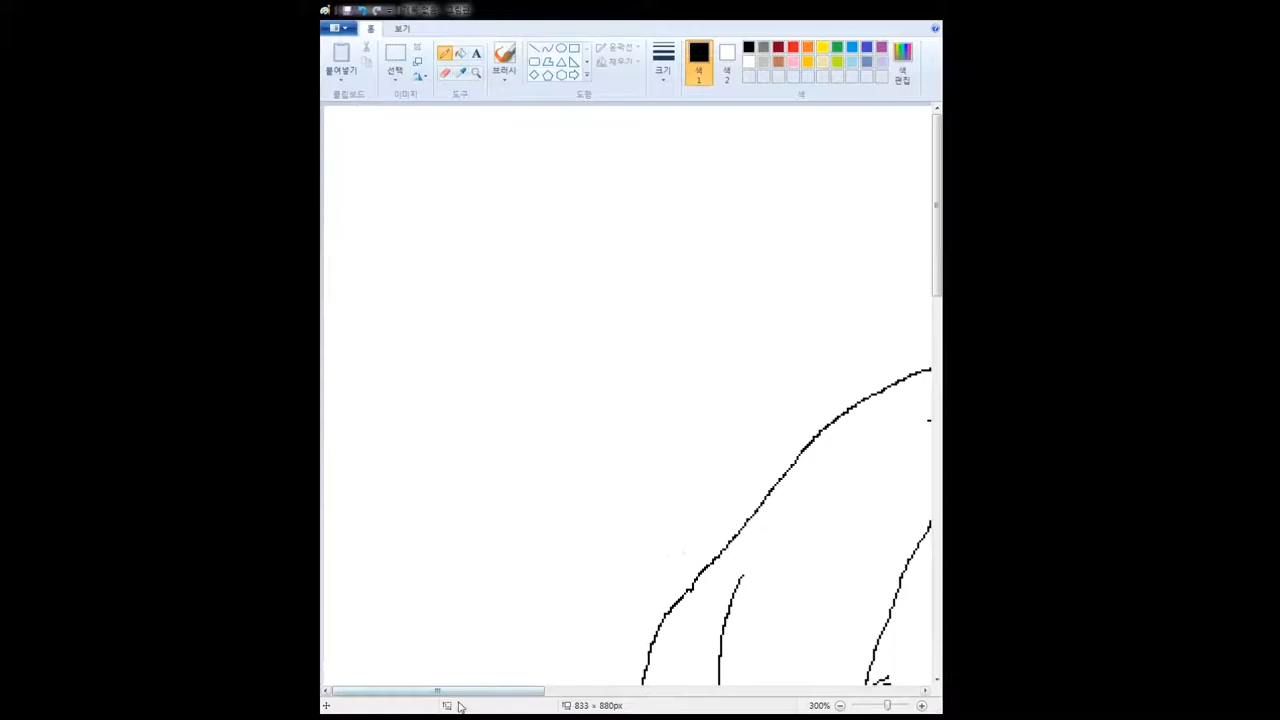 홈 보기
붙여넣기 선택 A 브러시 윤곽선 채우기 크기 색 1 색 2 색 편집
클립보드 이미지 도구 도형 색
833 × 880px 300%